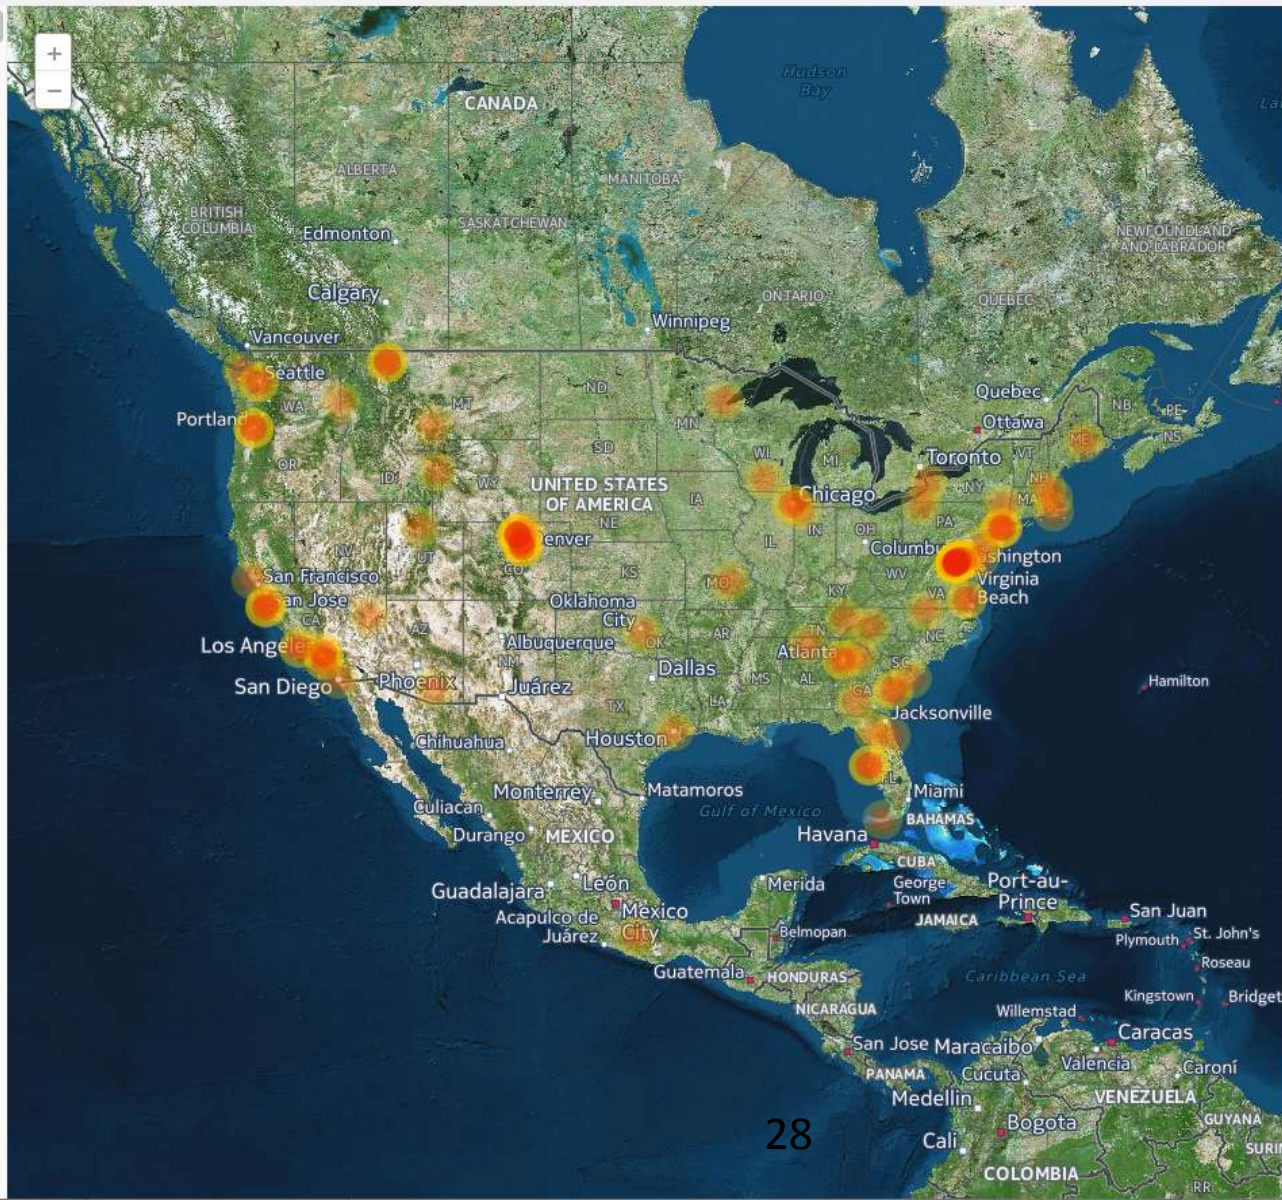 +
−
Hudson
Bay
CANADA
ALBERTA
MANITOBA
BRITISH
COLUMBIA
SASKATCHEWAN
NEWFOUNDLAND
AND LABRADOR
Edmonton
Calgary
ONTARIO
QUEBEC
Winnipeg
Vancouver
Seattle
WA
MT
ND
MN
Quebec
NB
PE
NS
Portland
Ottawa
ME
VT
OR
ID
WY
SD
WI
MI
Toronto
NH
NY
MA
UNITED STATES
OF AMERICA
IA
Chicago
NE
IN
OH
PA
NV
UT
enver
CO
IL
Columbu
shington
WV
San Francisco
KS
MO
KY
VA
Virginia
Beach
an Jose
CA
Oklahoma
City
OK
TN
NC
Los Angele
AZ
Albuquerque
NM
AR
Atlanta
SC
San Diego
Phoenix
Juárez
Dallas
MS
AL
GA
Hamilton
TX
LA
Jacksonville
Chihuahua
Houston
FL
Monterrey
Matamoros
Miami
Culiacan
Gulf of Mexico
BAHAMAS
Durango
MEXICO
Havana
CUBA
Guadalajara
León
Merida
George
Town
Port-au-
Prince
Acapulco de
Juárez
Mexico
City
JAMAICA
San Juan
Belmopan
Plymouth
St. John's
Guatemala
HONDURAS
Caribbean Sea
Roseau
NICARAGUA
Willemstad
Kingstown
Bridget
San Jose
Maracaibo
Caracas
PANAMA
Cucuta
Valencia
Caroní
Medellin
VENEZUELA
28
Bogota
GUYANA
Cali
SURI
COLOMBIA
RR